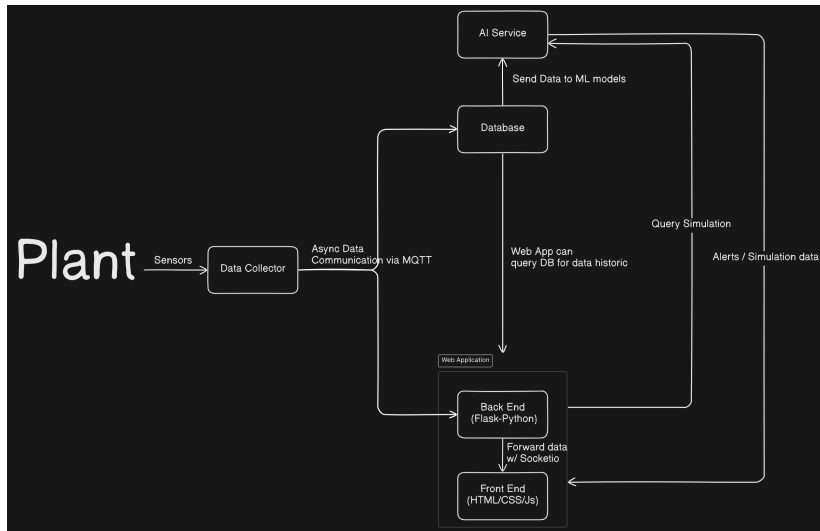 AI Service
Send Data to ML models
Database
Query Simulation
Plant
Sensors
Data Collector
Async Data
Communication via MQTT
Web App can
query DB for data historic
Alerts / Simulation data
Web Application
Back End
(Flask-Python)
Forward data
w/ Socketio
Front End
(HTML/CSS/Js)